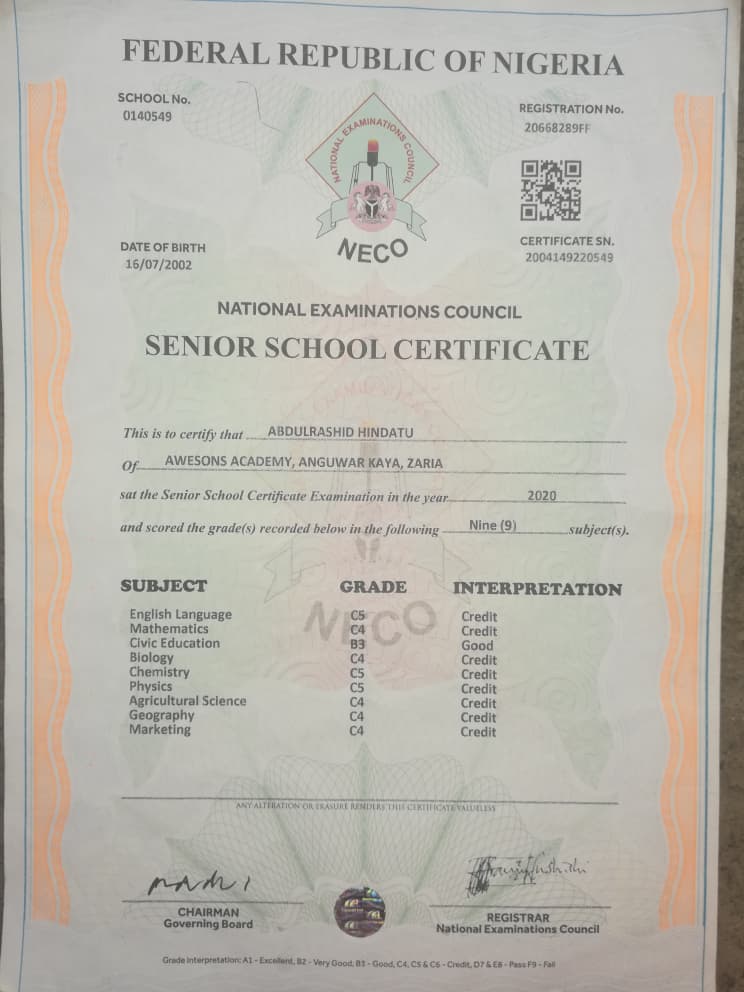 FEDERAL REPUBLIC OF NIGERIA
SCHOOL No.
0140549
REGISTRATION No.
20668289FF
NATIONAL EXAMINATIONS COUNCIL
NECO
DATE OF BIRTH
16/07/2002
CERTIFICATE SN.
2004149220549
NATIONAL EXAMINATIONS COUNCIL
SENIOR SCHOOL CERTIFICATE
This is to certify that ABDULRASHID HINDATU
Of AWESONS ACADEMY, ANGUWAR KAYA, ZARIA
sat the Senior School Certificate Examination in the year 2020
and scored the grade(s) recorded below in the following Nine (9) subject(s).
SUBJECT GRADE INTERPRETATION
English Language C5 Credit
Mathematics C4 Credit
Civic Education B3 Good
Biology C4 Credit
Chemistry C5 Credit
Physics C5 Credit
Agricultural Science C4 Credit
Geography C4 Credit
Marketing C4 Credit
NECO
ANY ALTERATION OR ERASURE RENDERS THIS CERTIFICATE VALUELESS
CHAIRMAN
Governing Board
REGISTRAR
National Examinations Council
Grade Interpretation: A1 - Excellent, B2 - Very Good, B3 - Good, C4, C5 & C6 - Credit, D7 & E8 - Pass F9 - Fail